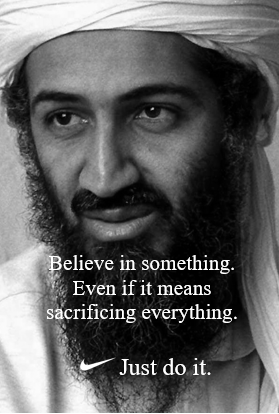 Believe in something.
Even if it means
sacrificing everything.
Just do it.